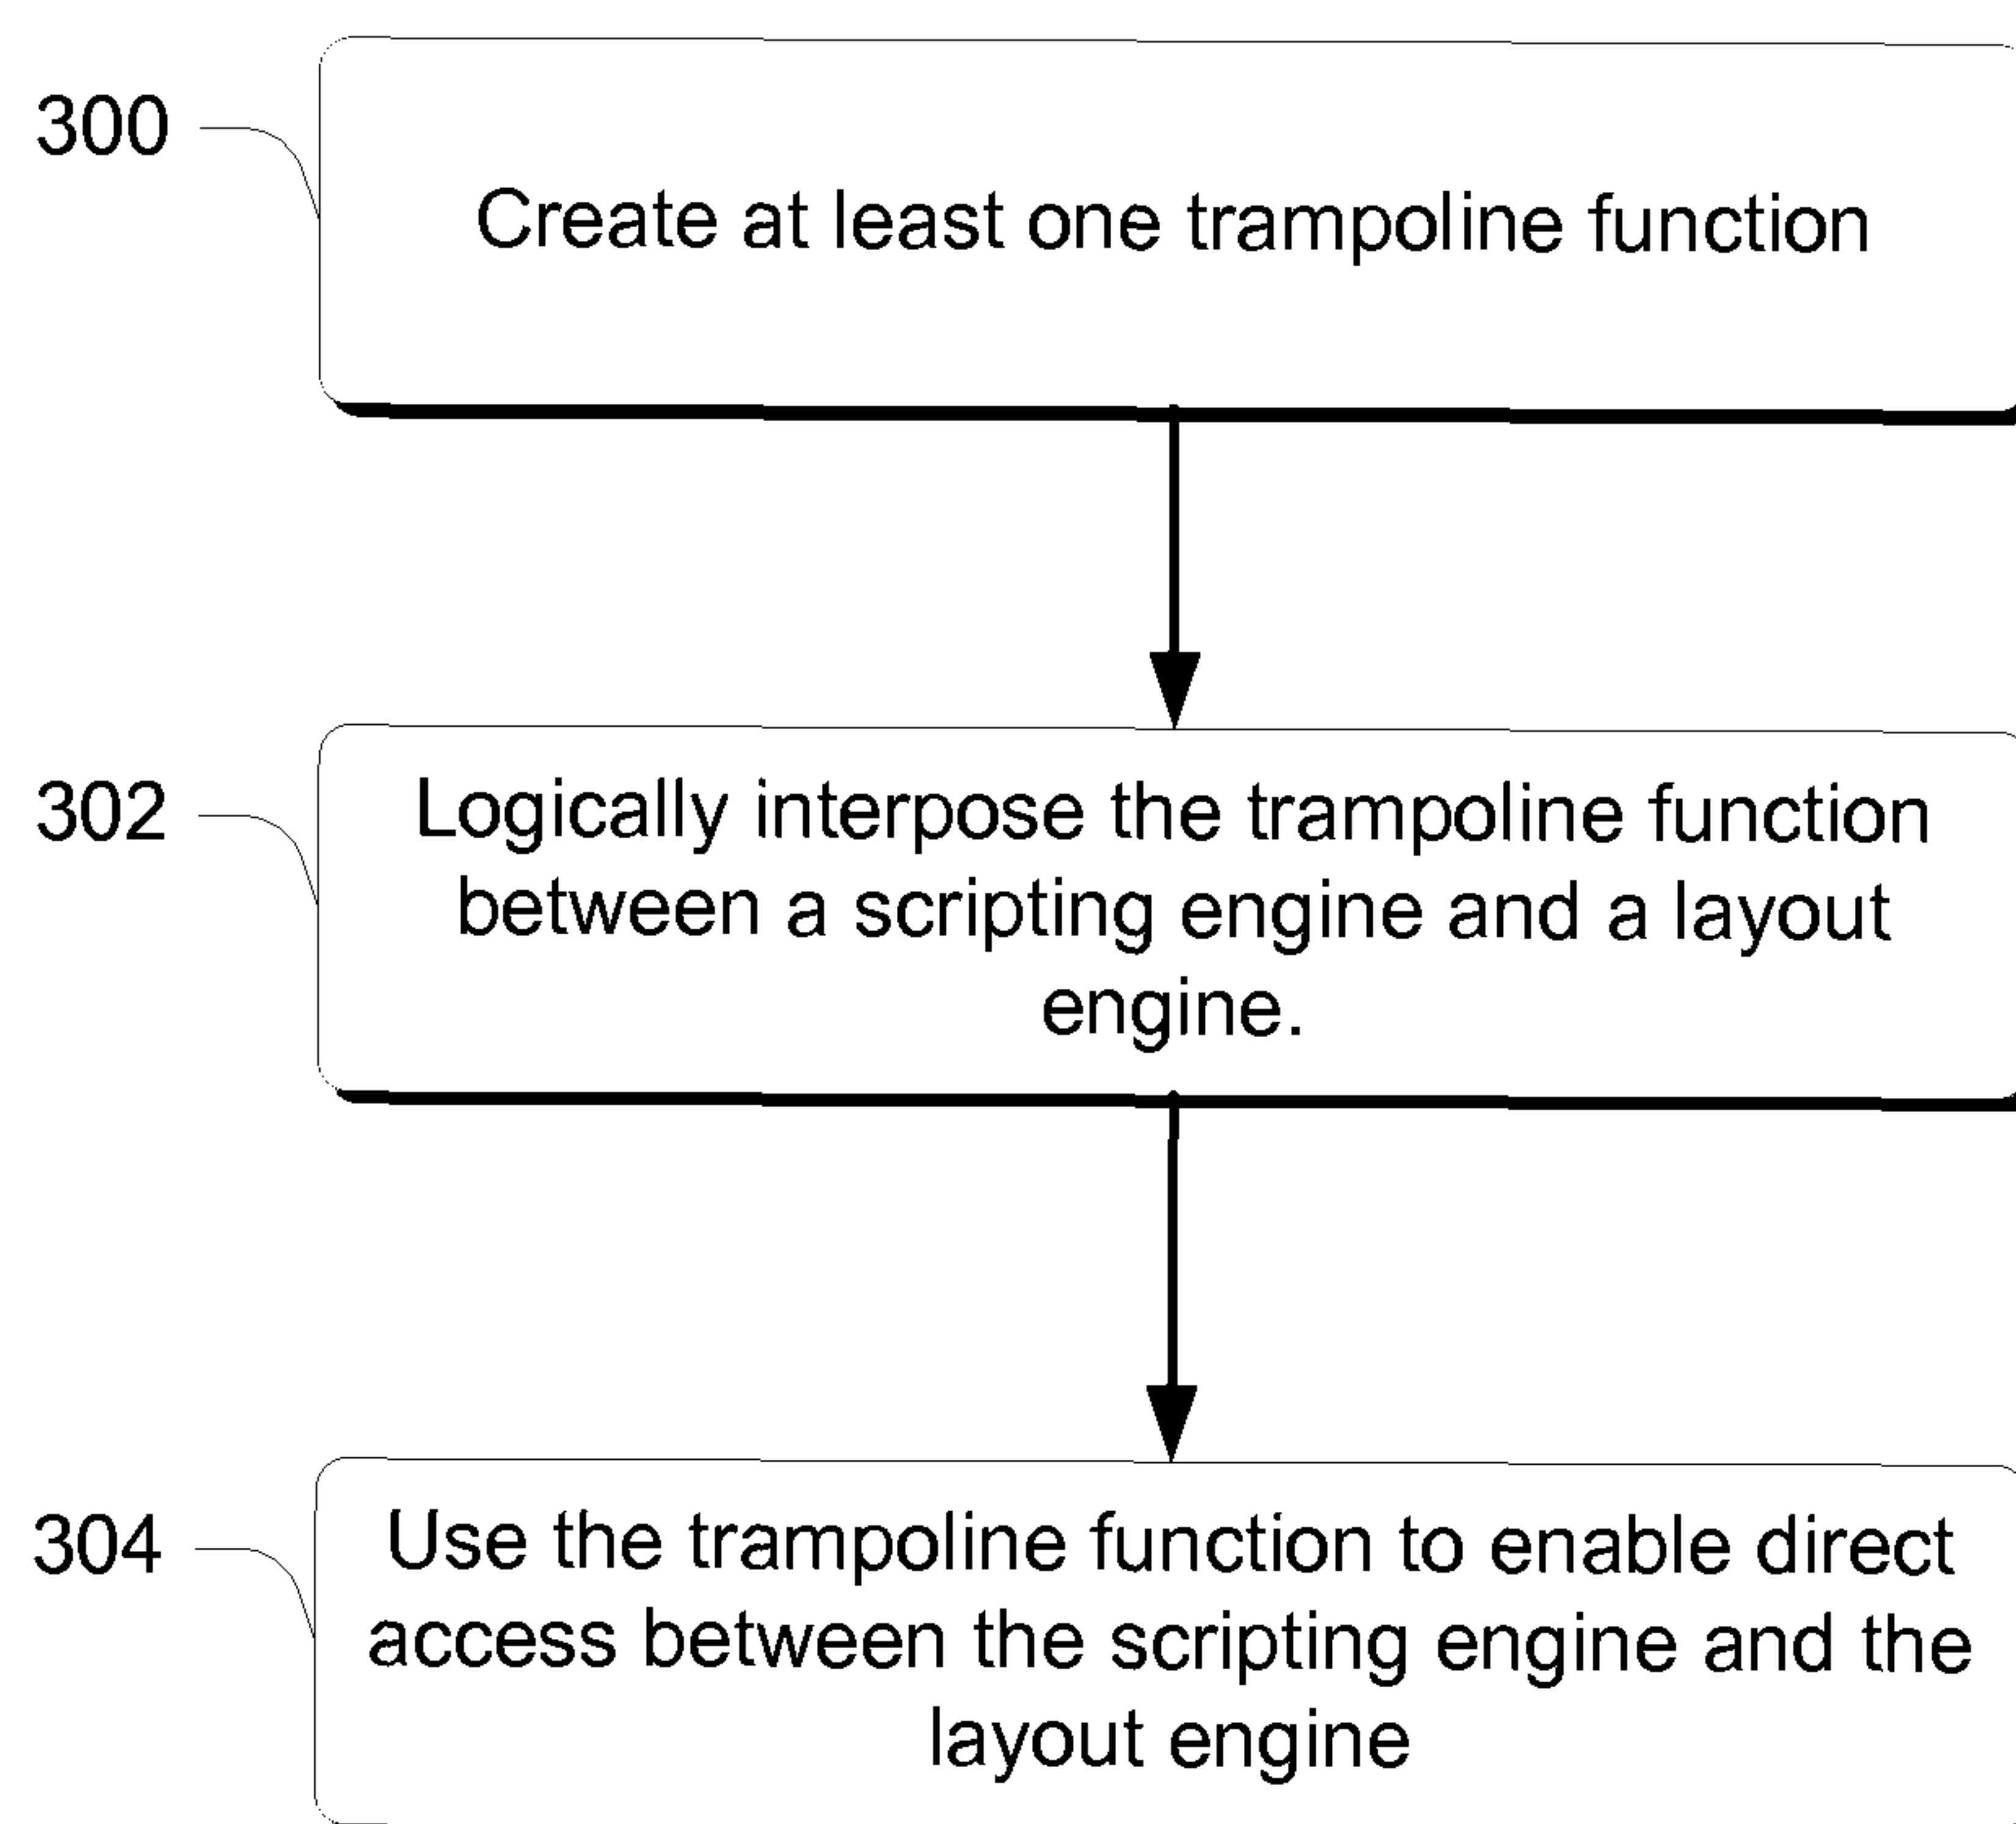 300
Create at least one trampoline function
302
Logically interpose the trampoline function
between a scripting engine and a layout
engine.
304
Use the trampoline function to enable direct
access between the scripting engine and the
layout engine